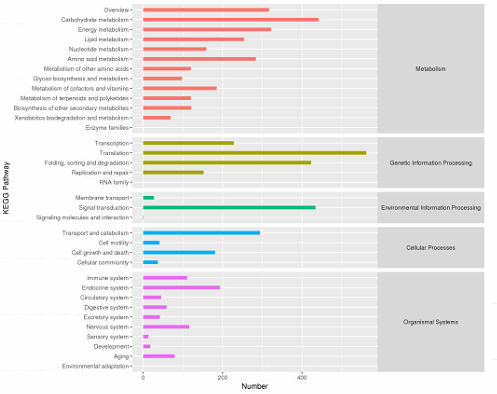 KEGG Pathway
Overview
Carbohydrate metabolism
Energy metabolism
Lipid metabolism
Nucleotide metabolism
Amino acid metabolism
Metabolism of other amino acids
Glycan biosynthesis and metabolism
Metabolism of cofactors and vitamins
Metabolism of terpenoids and polyketides
Biosynthesis of other secondary metabolites
Xenobiotics biodegradation and metabolism
Enzyme families
Metabolism
Transcription
Translation
Folding, sorting and degradation
Replication and repair
RNA family
Genetic Information Processing
Membrane transport
Signal transduction
Signaling molecules and interaction
Environmental Information Processing
Transport and catabolism
Cell motility
Cell growth and death
Cellular community
Cellular Processes
Immune system
Endocrine system
Circulatory system
Digestive system
Excretory system
Nervous system
Sensory system
Development
Aging
Environmental adaptation
Organismal Systems
0 200 400
Number